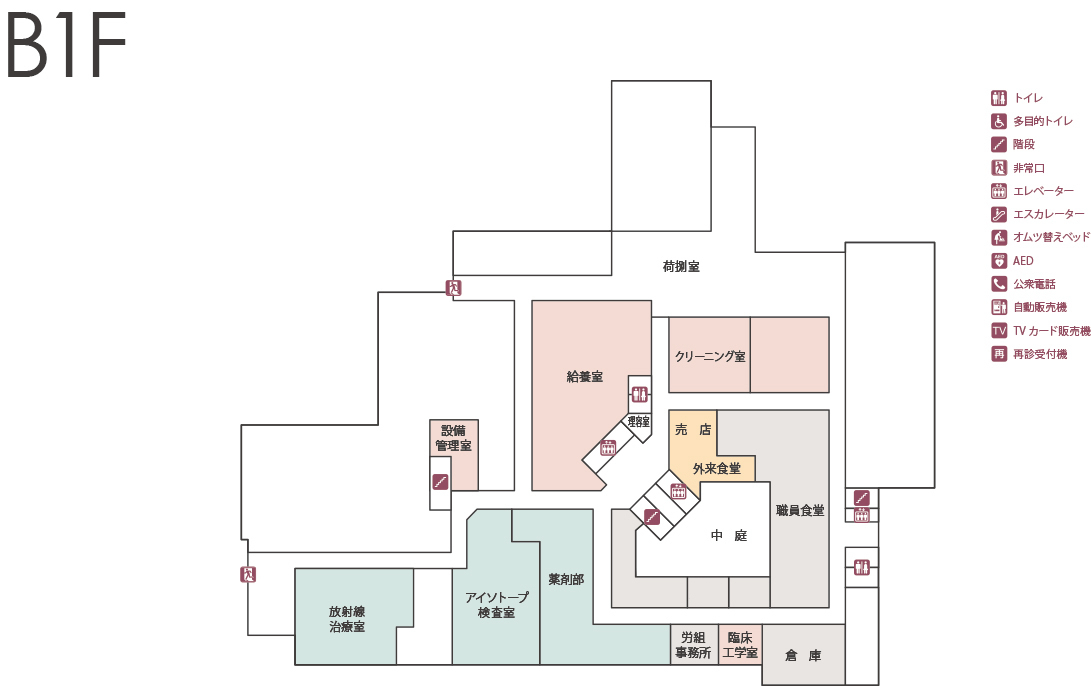 B1F
トイレ
多目的トイレ
階段
非常口
エレベーター
エスカレーター
オムツ替えベッド
AED
公衆電話
自動販売機
TV TVカード販売機
再 再診受付機
荷捌室
クリーニング室
給養室
理容室
売 店
外来食堂
設備
管理室
職員食堂
中 庭
薬剤部
アイソトープ
検査室
放射線
治療室
労組
事務所
臨床
工学室
倉 庫